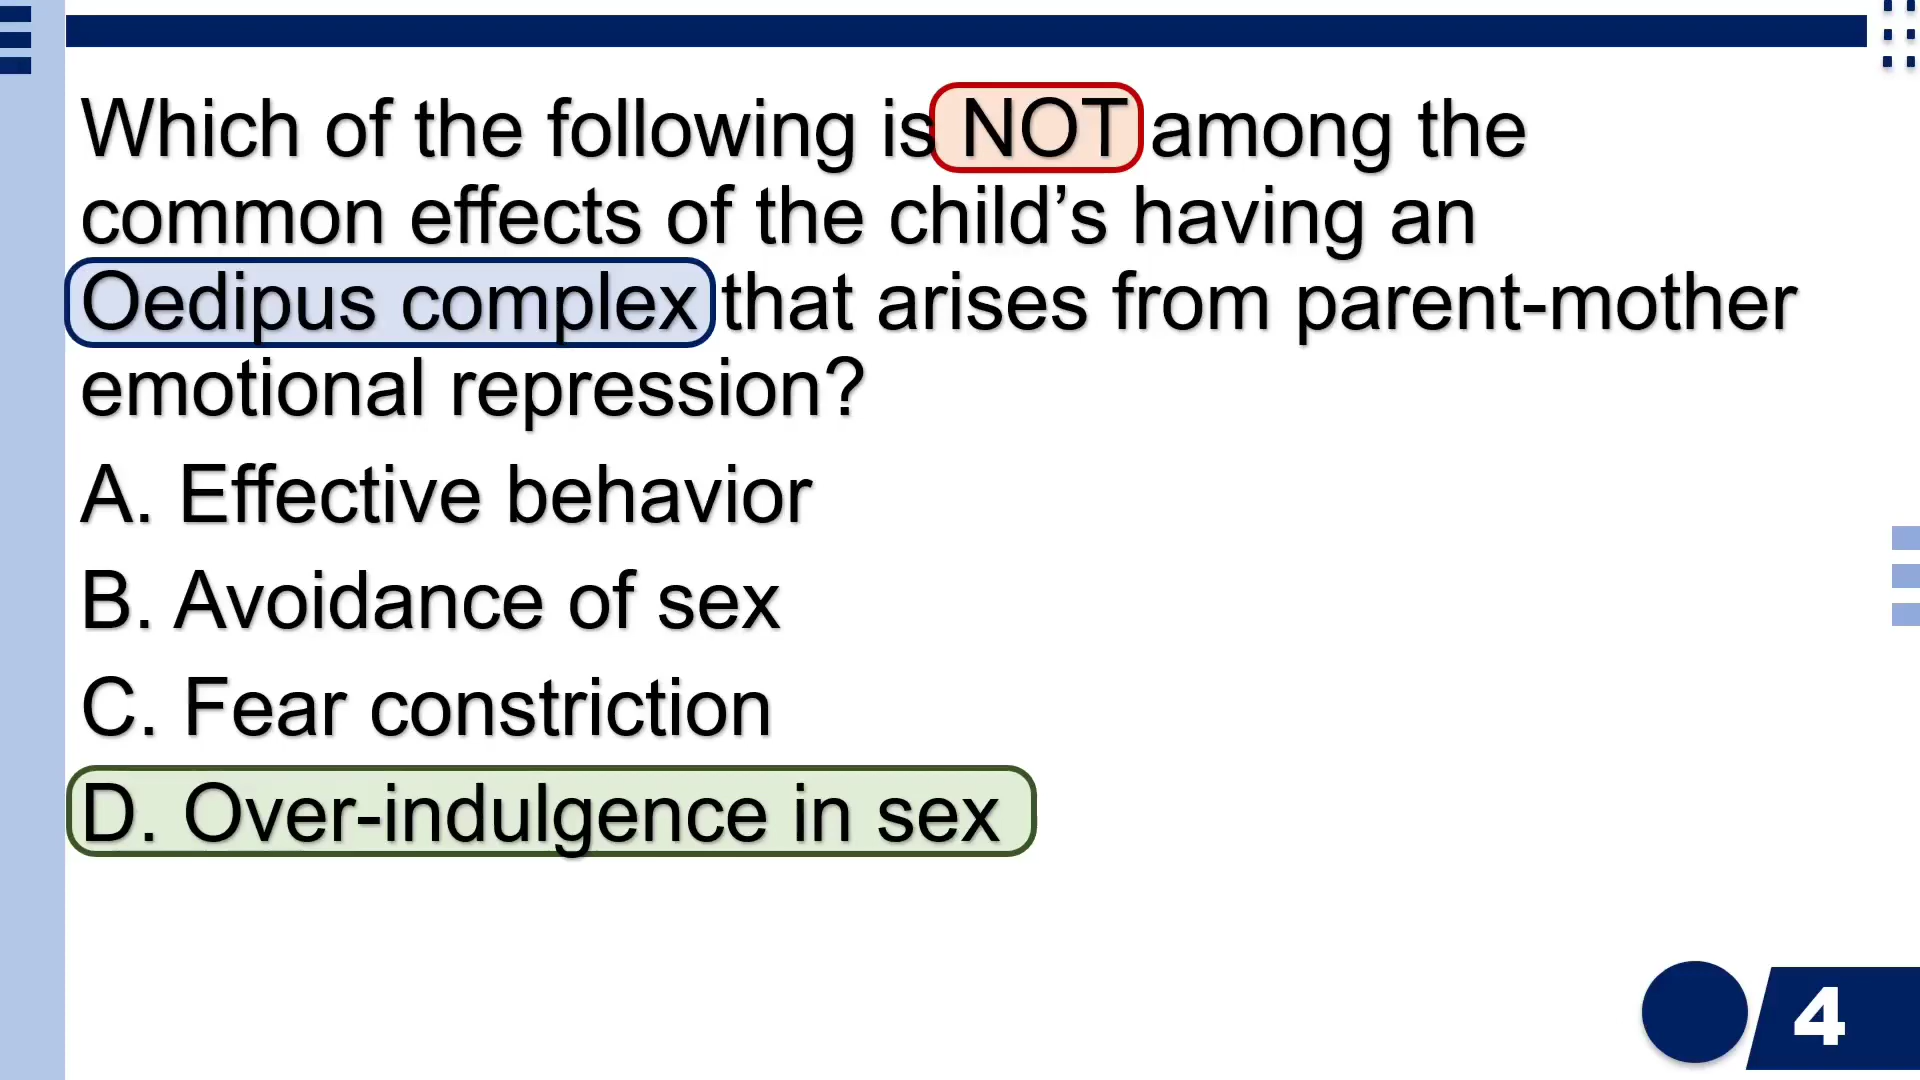 Which of the following is NOT among the
common effects of the child’s having an
Oedipus complex that arises from parent-mother
emotional repression?
A. Effective behavior
B. Avoidance of sex
C. Fear constriction
D. Over-indulgence in sex
4